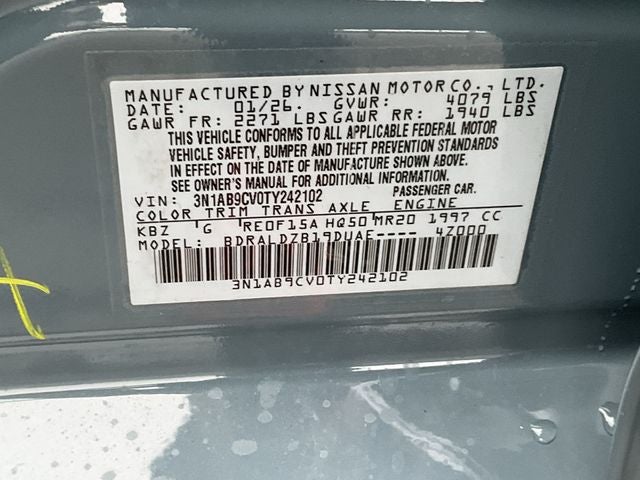 MANUFACTURED BY NISSAN MOTOR CO., LTD.
DATE: 01/26. GVWR: 4079 LBS
GAWR FR: 2271 LBS GAWR RR: 1940 LBS
THIS VEHICLE CONFORMS TO ALL APPLICABLE FEDERAL MOTOR
VEHICLE SAFETY, BUMPER AND THEFT PREVENTION STANDARDS
IN EFFECT ON THE DATE OF MANUFACTURE SHOWN ABOVE.
SEE OWNER'S MANUAL FOR ADDITIONAL INFORMATION
VIN: 3N1AB9CV0TY242102 PASSENGER CAR.
COLOR TRIM TRANS AXLE ENGINE
KBZ G RE0F15A HQ50 MR20 1997 CC
MODEL: BDRALDZB19DUAE---- 4Z000
3N1AB9CV0TY242102